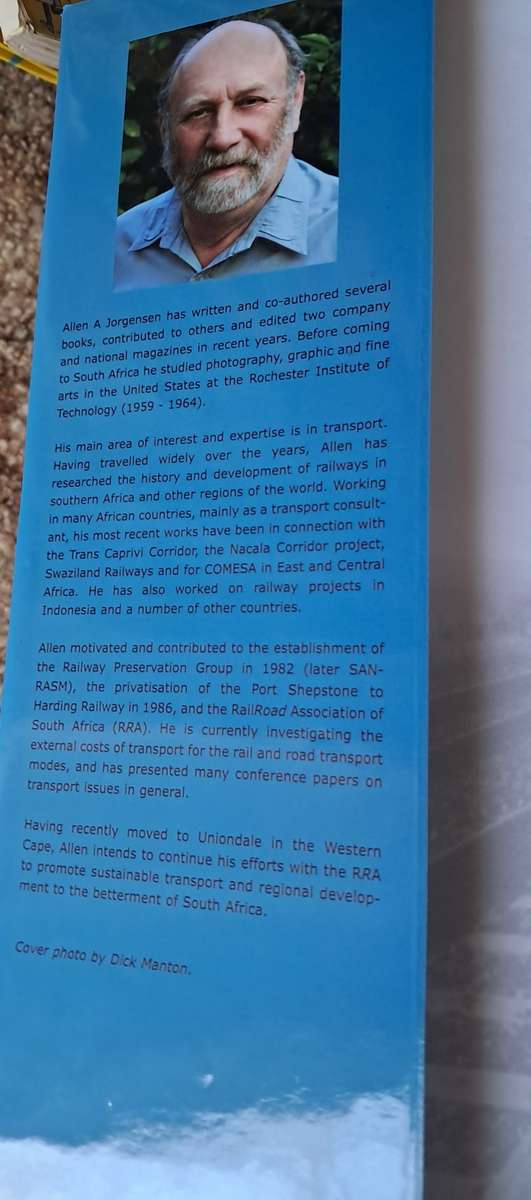 Allen A Jorgensen has written and co-authored several
books, contributed to others and edited two company
and national magazines in recent years. Before coming
to South Africa he studied photography, graphic and fine
arts in the United States at the Rochester Institute of
Technology (1959 - 1964).
His main area of interest and expertise is in transport.
Having travelled widely over the years, Allen has
researched the history and development of railways in
southern Africa and other regions of the world. Working
in many African countries, mainly as a transport consult-
ant, his most recent works have been in connection with
the Trans Caprivi Corridor, the Nacala Corridor project,
Swaziland Railways and for COMESA in East and Central
Africa. He has also worked on railway projects in
Indonesia and a number of other countries.
Allen motivated and contributed to the establishment of
the Railway Preservation Group in 1982 (later SAN-
RASM), the privatisation of the Port Shepstone to
Harding Railway in 1986, and the RailRoad Association of
South Africa (RRA). He is currently investigating the
external costs of transport for the rail and road transport
modes, and has presented many conference papers on
transport issues in general.
Having recently moved to Uniondale in the Western
Cape, Allen intends to continue his efforts with the RRA
to promote sustainable transport and regional develop-
ment to the betterment of South Africa.
Cover photo by Dick Manton.